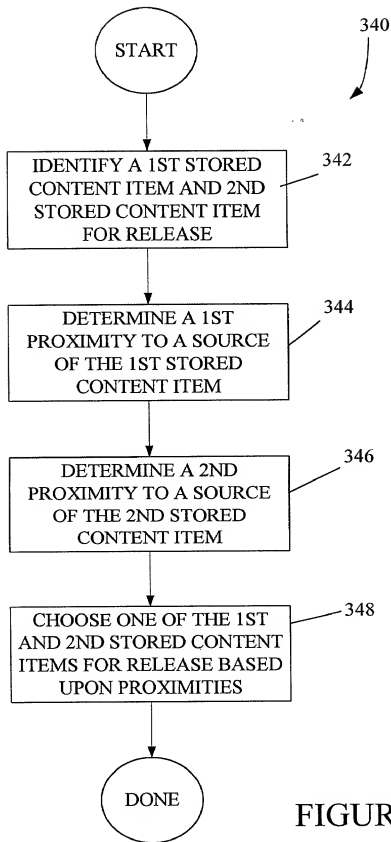 START
340
IDENTIFY A 1ST STORED
CONTENT ITEM AND 2ND
STORED CONTENT ITEM
FOR RELEASE
342
DETERMINE A 1ST
PROXIMITY TO A SOURCE
OF THE 1ST STORED
CONTENT ITEM
344
DETERMINE A 2ND
PROXIMITY TO A SOURCE
OF THE 2ND STORED
CONTENT ITEM
346
CHOOSE ONE OF THE 1ST
AND 2ND STORED CONTENT
ITEMS FOR RELEASE BASED
UPON PROXIMITIES
348
DONE
FIGUR